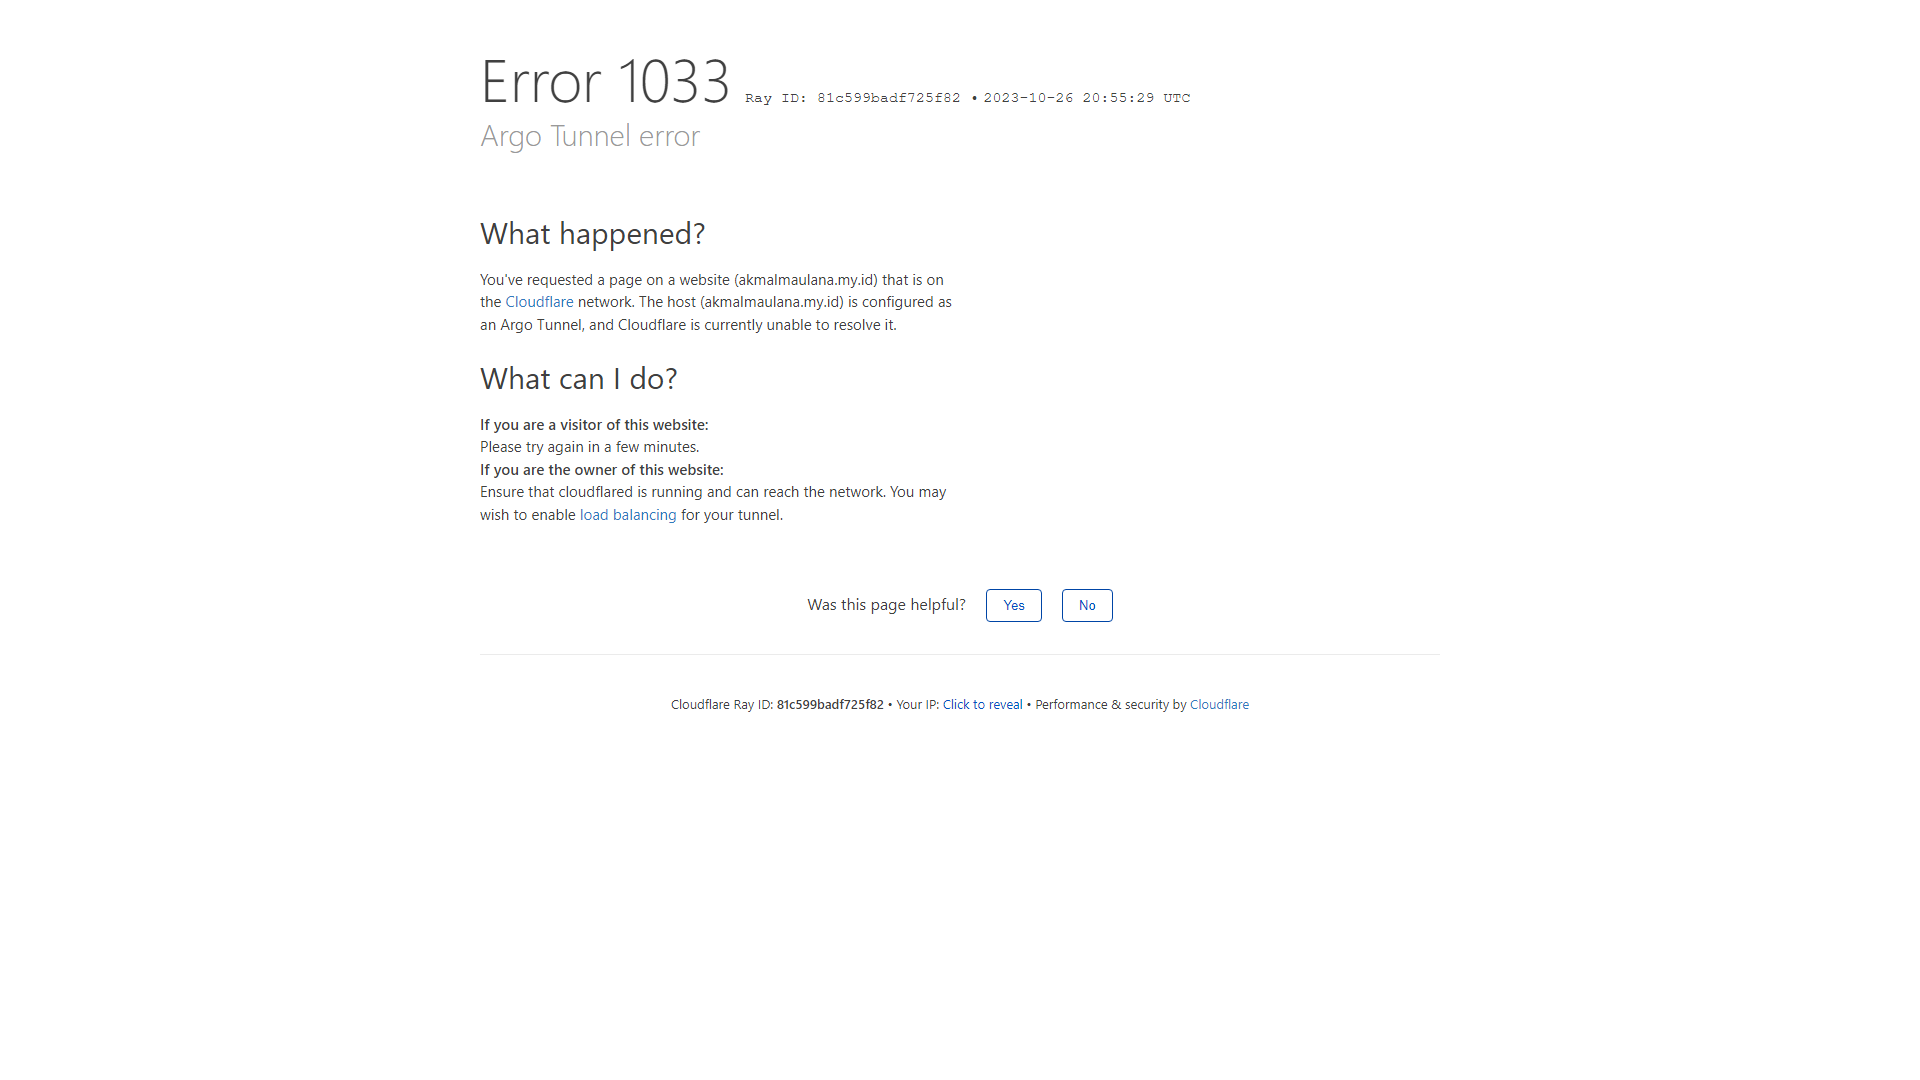 Error 1033 Ray ID: 81c599badf725f82 • 2023-10-26 20:55:29 UTC
Argo Tunnel error
What happened?
You've requested a page on a website (akmalmaulana.my.id) that is on
the Cloudflare network. The host (akmalmaulana.my.id) is configured as
an Argo Tunnel, and Cloudflare is currently unable to resolve it.
What can I do?
If you are a visitor of this website:
Please try again in a few minutes.
If you are the owner of this website:
Ensure that cloudflared is running and can reach the network. You may
wish to enable load balancing for your tunnel.
Was this page helpful? Yes No
Cloudflare Ray ID: 81c599badf725f82 • Your IP: Click to reveal • Performance & security by Cloudflare